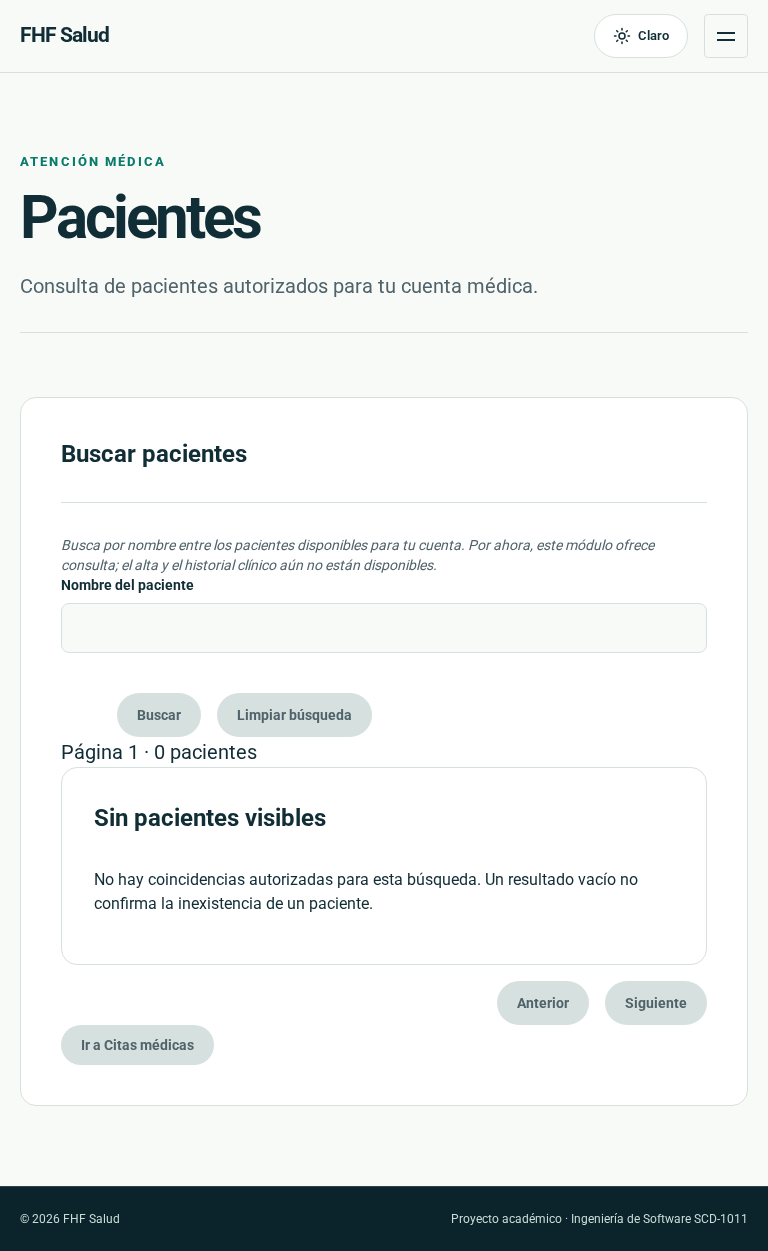 FHF Salud
Claro
ATENCIÓN MÉDICA
Pacientes
Consulta de pacientes autorizados para tu cuenta médica.
Buscar pacientes
Busca por nombre entre los pacientes disponibles para tu cuenta. Por ahora, este módulo ofrece
consulta; el alta y el historial clínico aún no están disponibles.
Nombre del paciente
Buscar
Limpiar búsqueda
Página 1 · 0 pacientes
Sin pacientes visibles
No hay coincidencias autorizadas para esta búsqueda. Un resultado vacío no
confirma la inexistencia de un paciente.
Anterior
Siguiente
Ir a Citas médicas
© 2026 FHF Salud
Proyecto académico · Ingeniería de Software SCD-1011